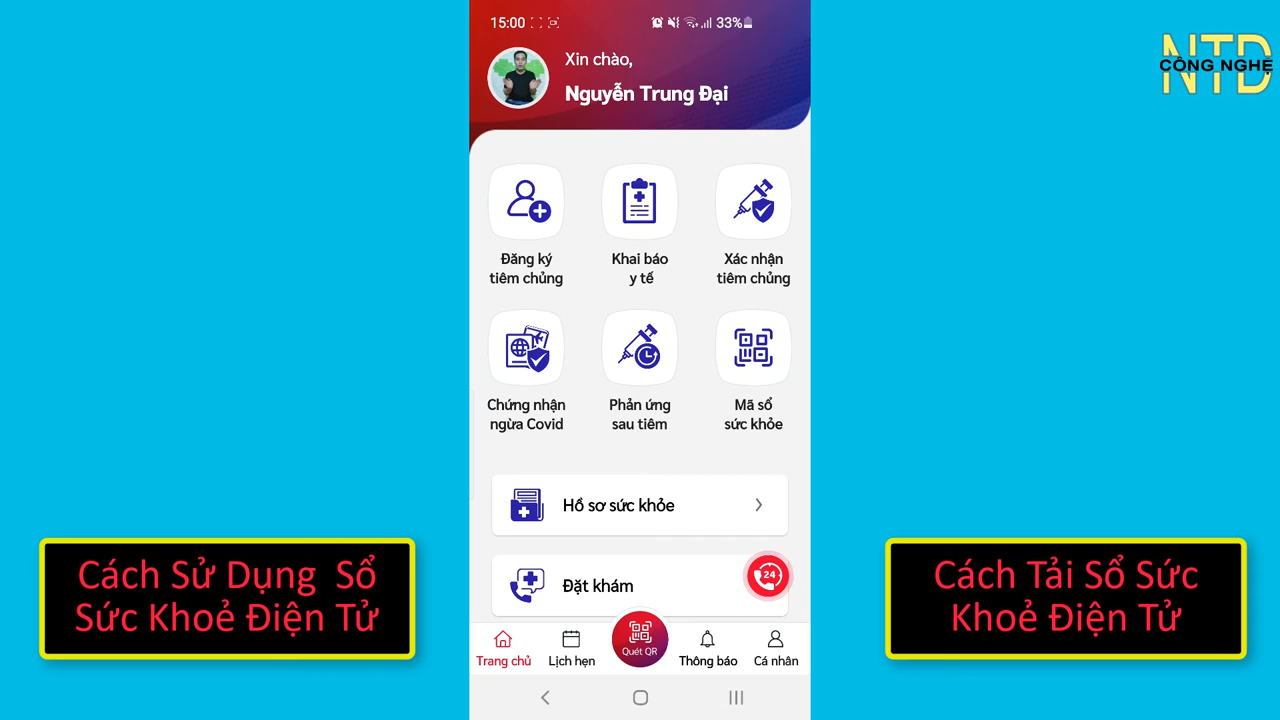 15:00
33%
NTD
CÔNG NGHỆ
Xin chào,
Nguyễn Trung Đại
Đăng ký
tiêm chủng
Khai báo
y tế
Xác nhận
tiêm chủng
Chứng nhận
ngừa Covid
Phản ứng
sau tiêm
Mã sổ
sức khỏe
Hồ sơ sức khỏe
Đặt khám
24
Cách Sử Dụng Sổ
Sức Khoẻ Điện Tử
Cách Tải Sổ Sức
Khoẻ Điện Tử
Trang chủ
Lịch hẹn
Quét QR
Thông báo
Cá nhân